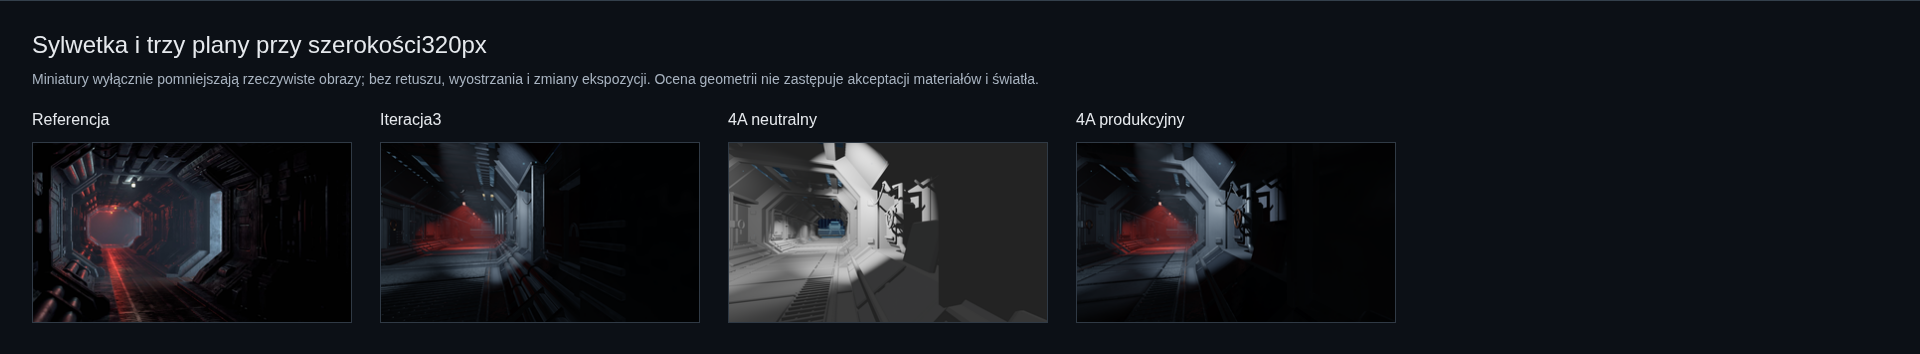 Sylwetka i trzy plany przy szerokości320px
Miniatury wyłącznie pomniejszają rzeczywiste obrazy; bez retuszu, wyostrzania i zmiany ekspozycji. Ocena geometrii nie zastępuje akceptacji materiałów i światła.
Referencja
Iteracja3
4A neutralny
4A produkcyjny